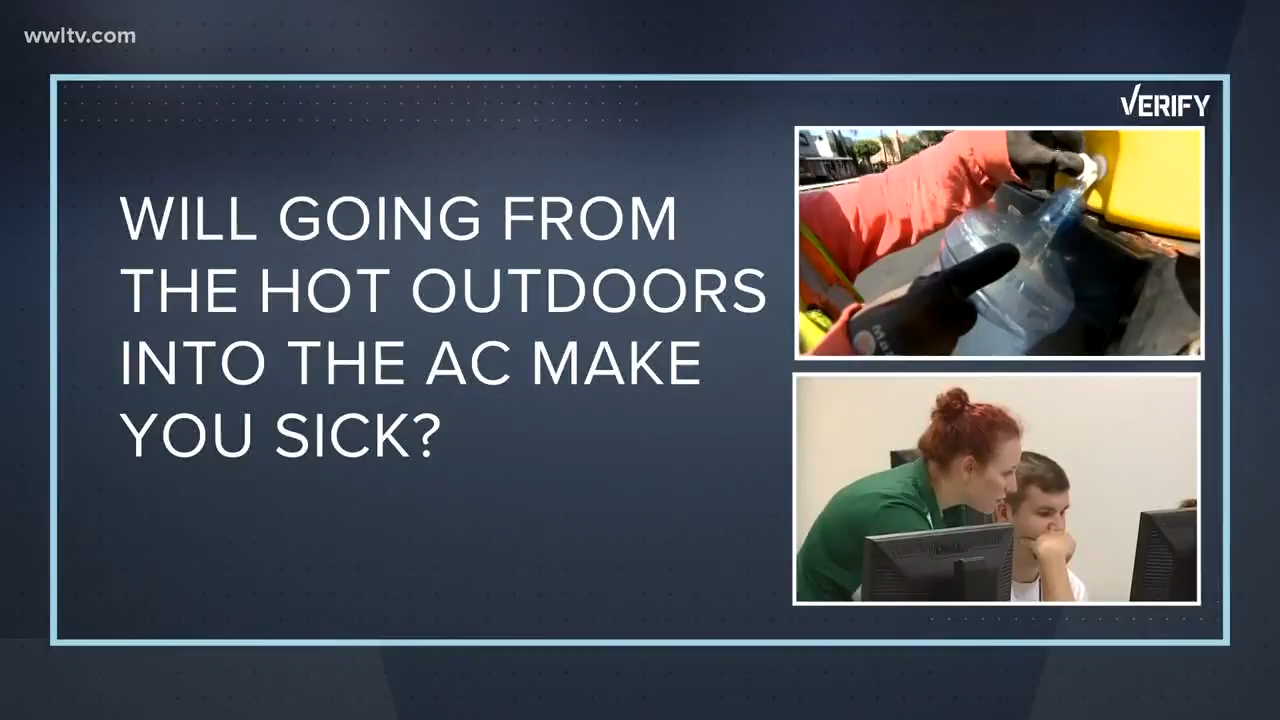 wwltv.com
VERIFY
WILL GOING FROM
THE HOT OUTDOORS
INTO THE AC MAKE
YOU SICK?